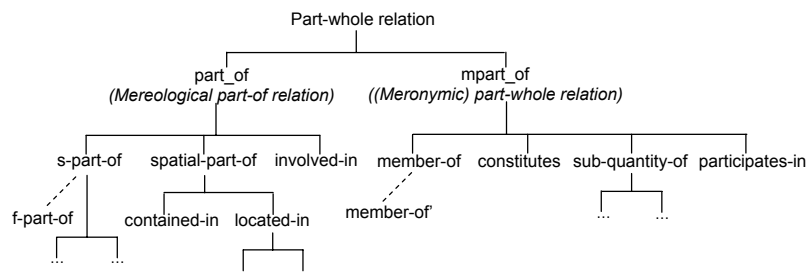 Part-whole relation
part_of mpart_of
(Mereological part-of relation) ((Meronymic) part-whole relation)
s-part-of spatial-part-of involved-in member-of constitutes sub-quantity-of participates-in
f-part-of contained-in located-in member-of’ ... ...
... ...